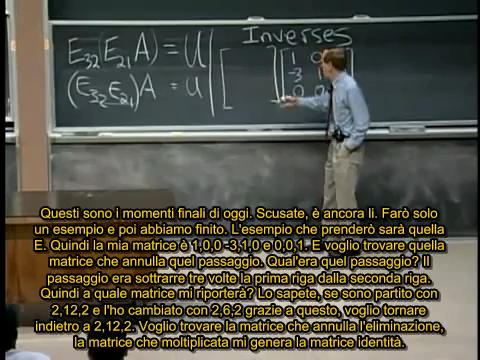 Inverses
E₃₂(E₂₁A) = U
(E₃₂E₂₁)A = U
1 0
-3 1
0 0
Questi sono i momenti finali di oggi. Scusate, è ancora lì. Farò solo
un esempio e poi abbiamo finito. L'esempio che prenderò sarà quella
E. Quindi la mia matrice è 1,0,0 -3,1,0 e 0,0,1. E voglio trovare quella
matrice che annulla quel passaggio. Qual'era quel passaggio? Il
passaggio era sottrarre tre volte la prima riga dalla seconda riga.
Quindi a quale matrice mi riporterà? Lo sapete, se sono partito con
2,12,2 e l'ho cambiato con 2,6,2 grazie a questo, voglio tornare
indietro a 2,12,2. Voglio trovare la matrice che annulla l'eliminazione,
la matrice che moltiplicata mi genera la matrice identità.